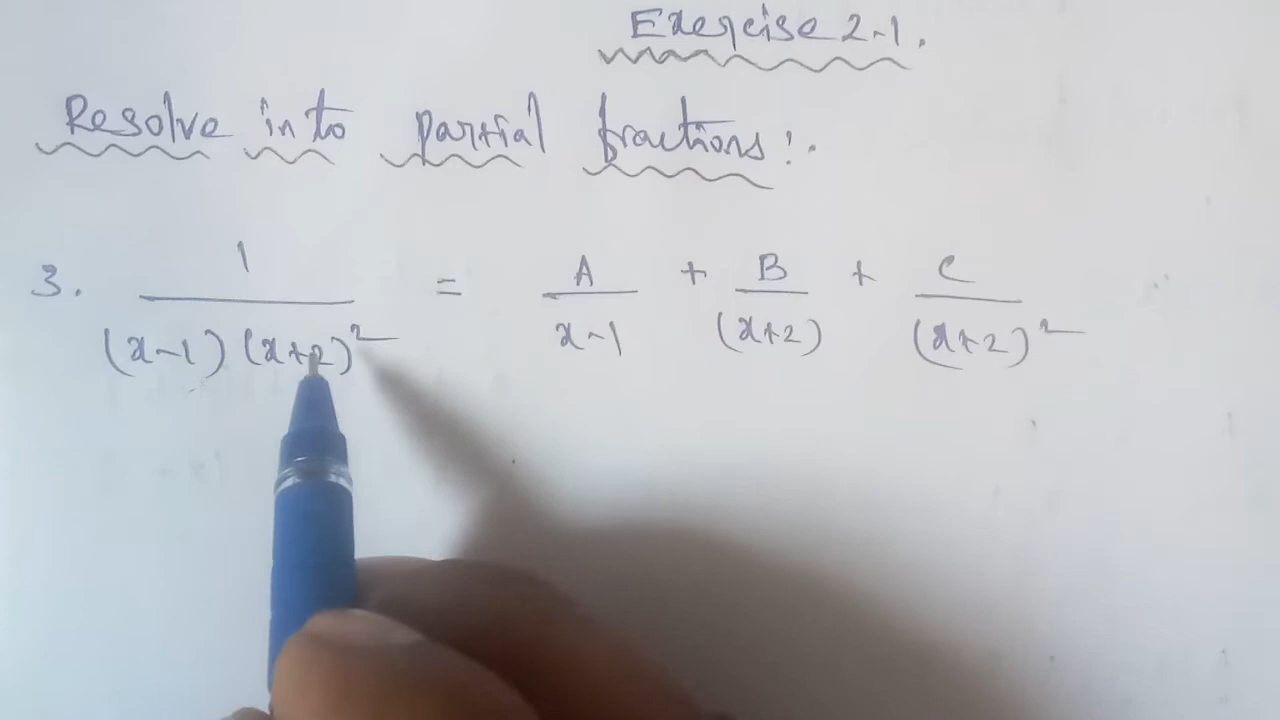 Exercise 2.1.
Resolve into partial fractions:.
3. 1/((x-1)(x+2)²) = A/(x-1) + B/((x+2)) + C/((x+2)²)